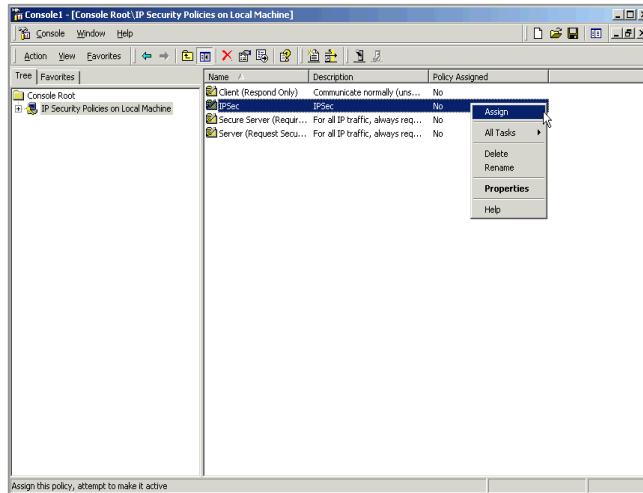 Console1 - [Console Root\IP Security Policies on Local Machine]
Console Window Help
Action View Favorites
Tree Favorites
Name Description Policy Assigned
Console Root
IP Security Policies on Local Machine
Client (Respond Only) Communicate normally (uns... No
IPSec IPSec No
Secure Server (Requir... For all IP traffic, always req... No
Server (Request Secu... For all IP traffic, always req... No
Assign
All Tasks
Delete
Rename
Properties
Help
Assign this policy, attempt to make it active